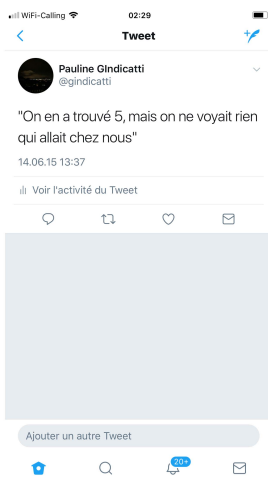 WiFi-Calling 02:29
Tweet
Pauline GIndicatti
@gindicatti
"On en a trouvé 5, mais on ne voyait rien
qui allait chez nous"
14.06.15 13:37
Voir l'activité du Tweet
Ajouter un autre Tweet
20+